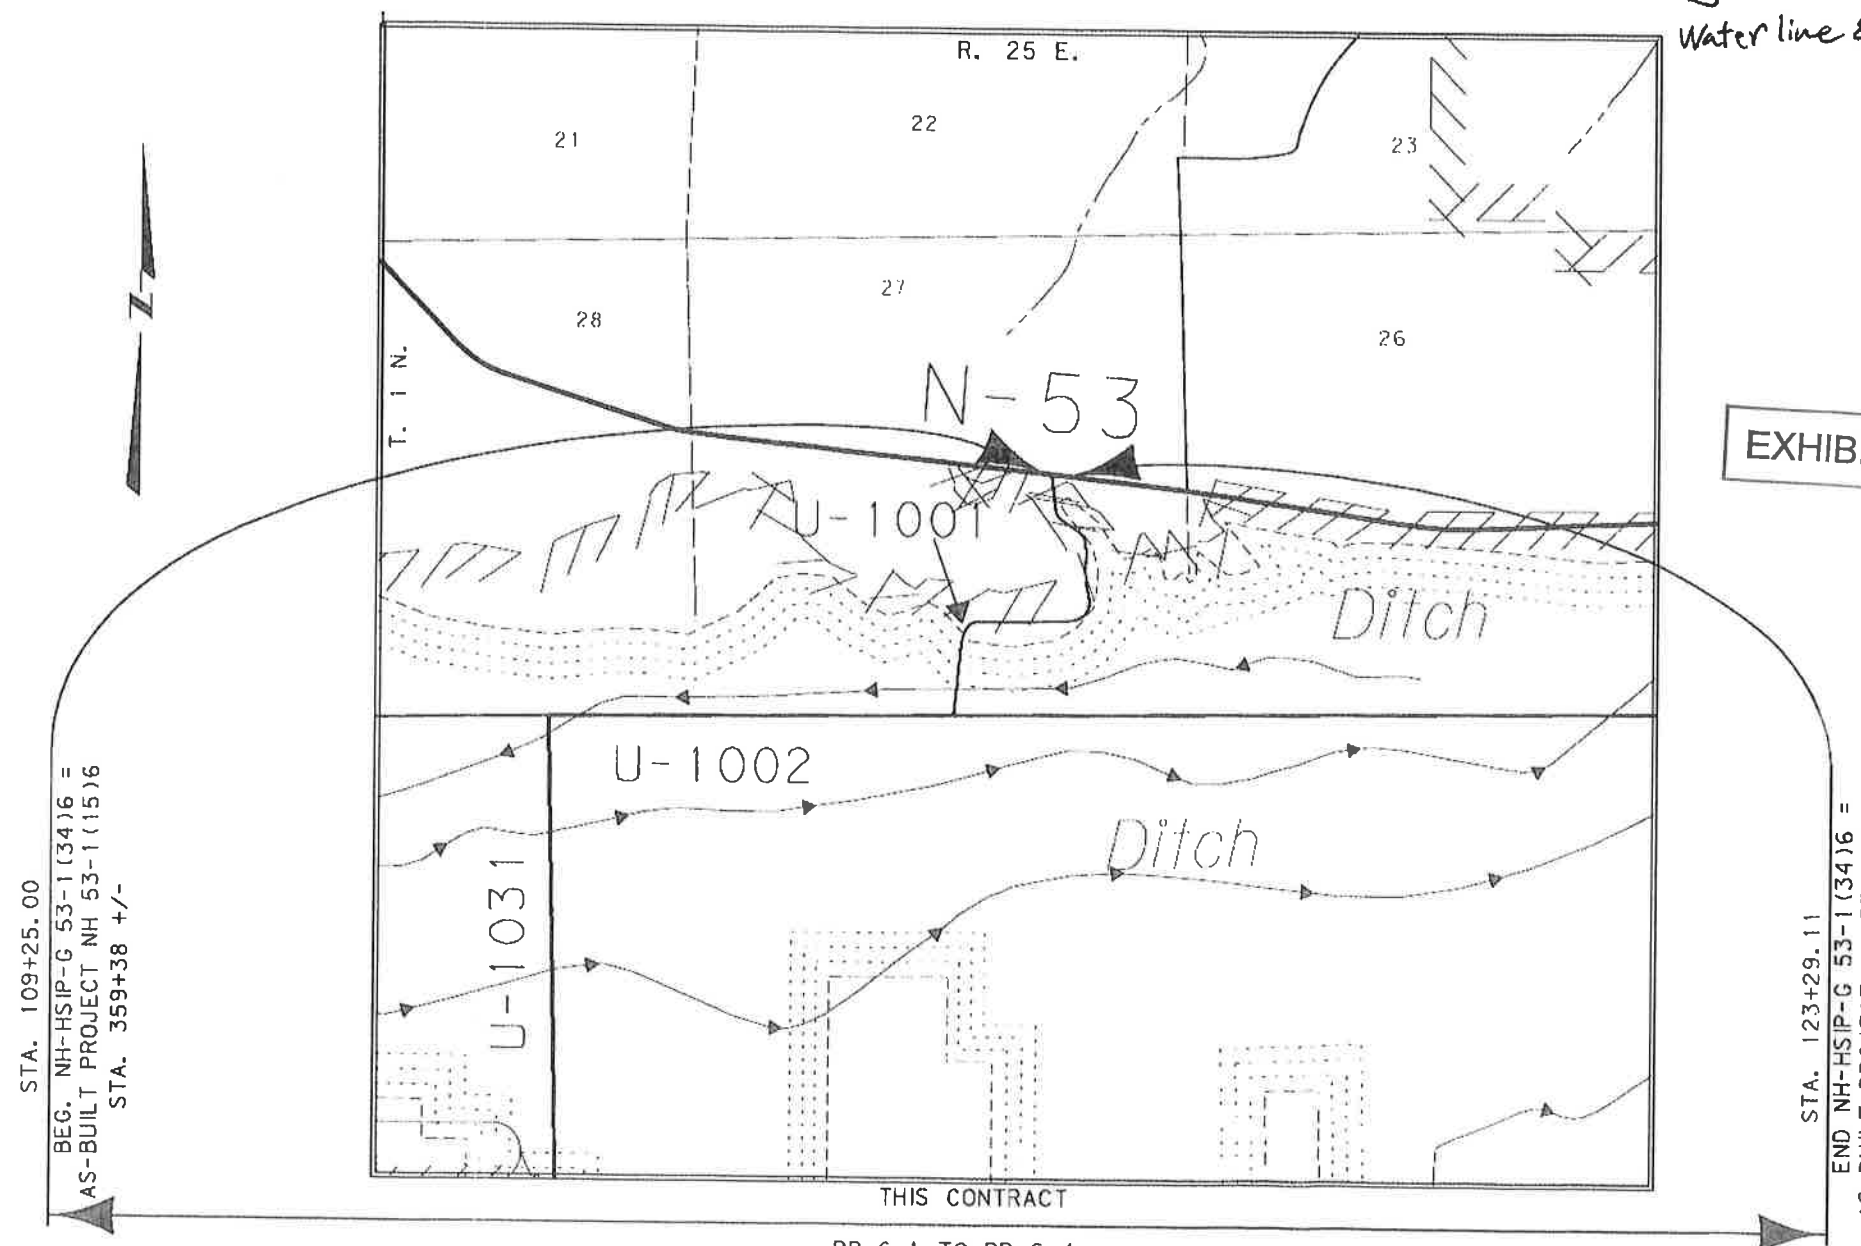 Water line &
R. 25 E.
21
22
23
28
27
26
T. 1 N.
N-53
Z
EXHIB
U-1001
Ditch
U-1002
Ditch
U-1031
STA. 109+25.00
BEG. NH-HSIP-G 53-1(34)6 =
AS-BUILT PROJECT NH 53-1(15)6
STA. 359+38 +/-
STA. 123+29.11
END NH-HSIP-G 53-1(34)6 =
THIS CONTRACT